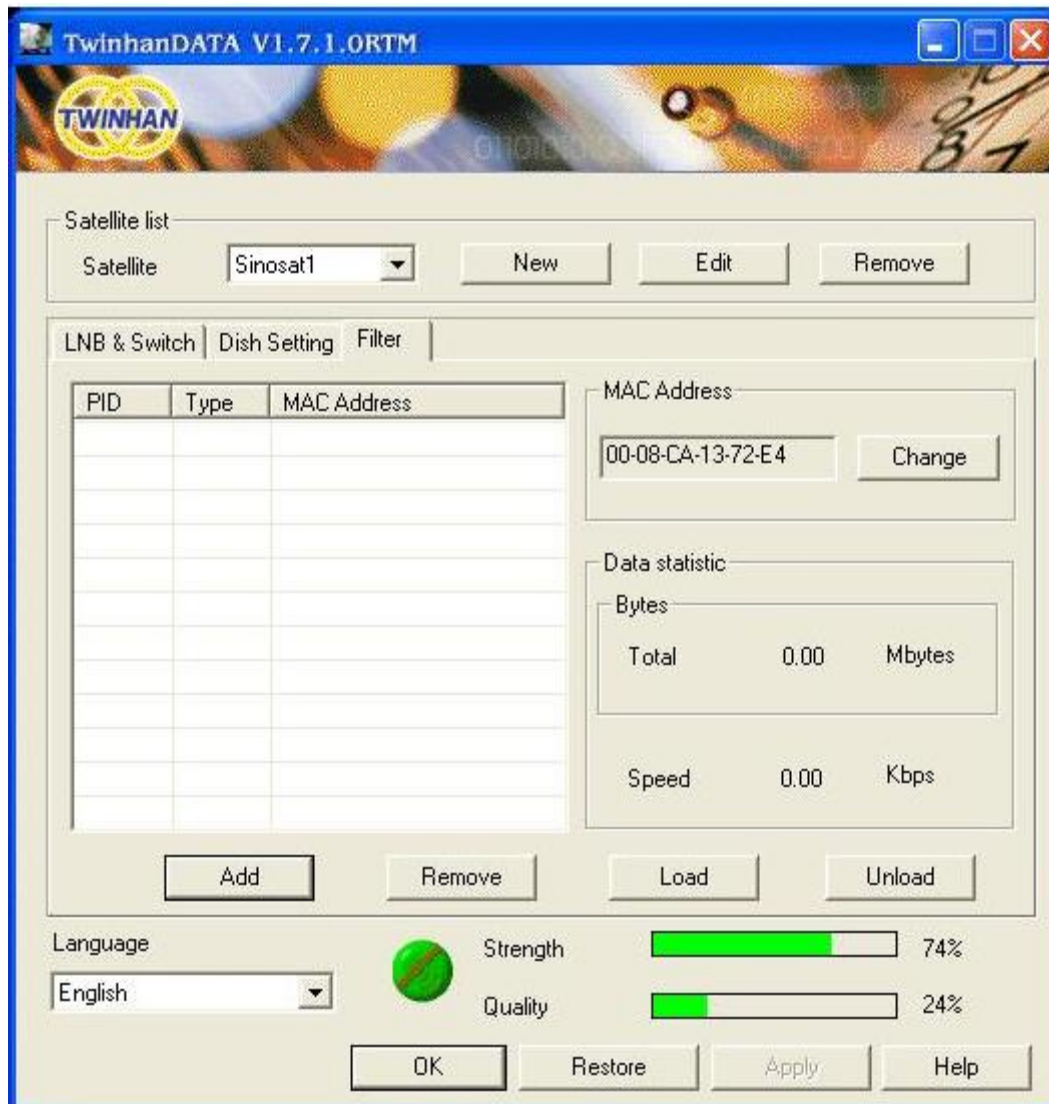 TwinhanDATA V1.7.1.0RTM
TWINHAN
Satellite list
Satellite Sinosat1 New Edit Remove
LNB & Switch Dish Setting Filter
PID Type MAC Address
MAC Address
00-08-CA-13-72-E4 Change
Data statistic
Bytes
Total 0.00 Mbytes
Speed 0.00 Kbps
Add Remove Load Unload
Language
English
Strength 74%
Quality 24%
OK Restore Apply Help